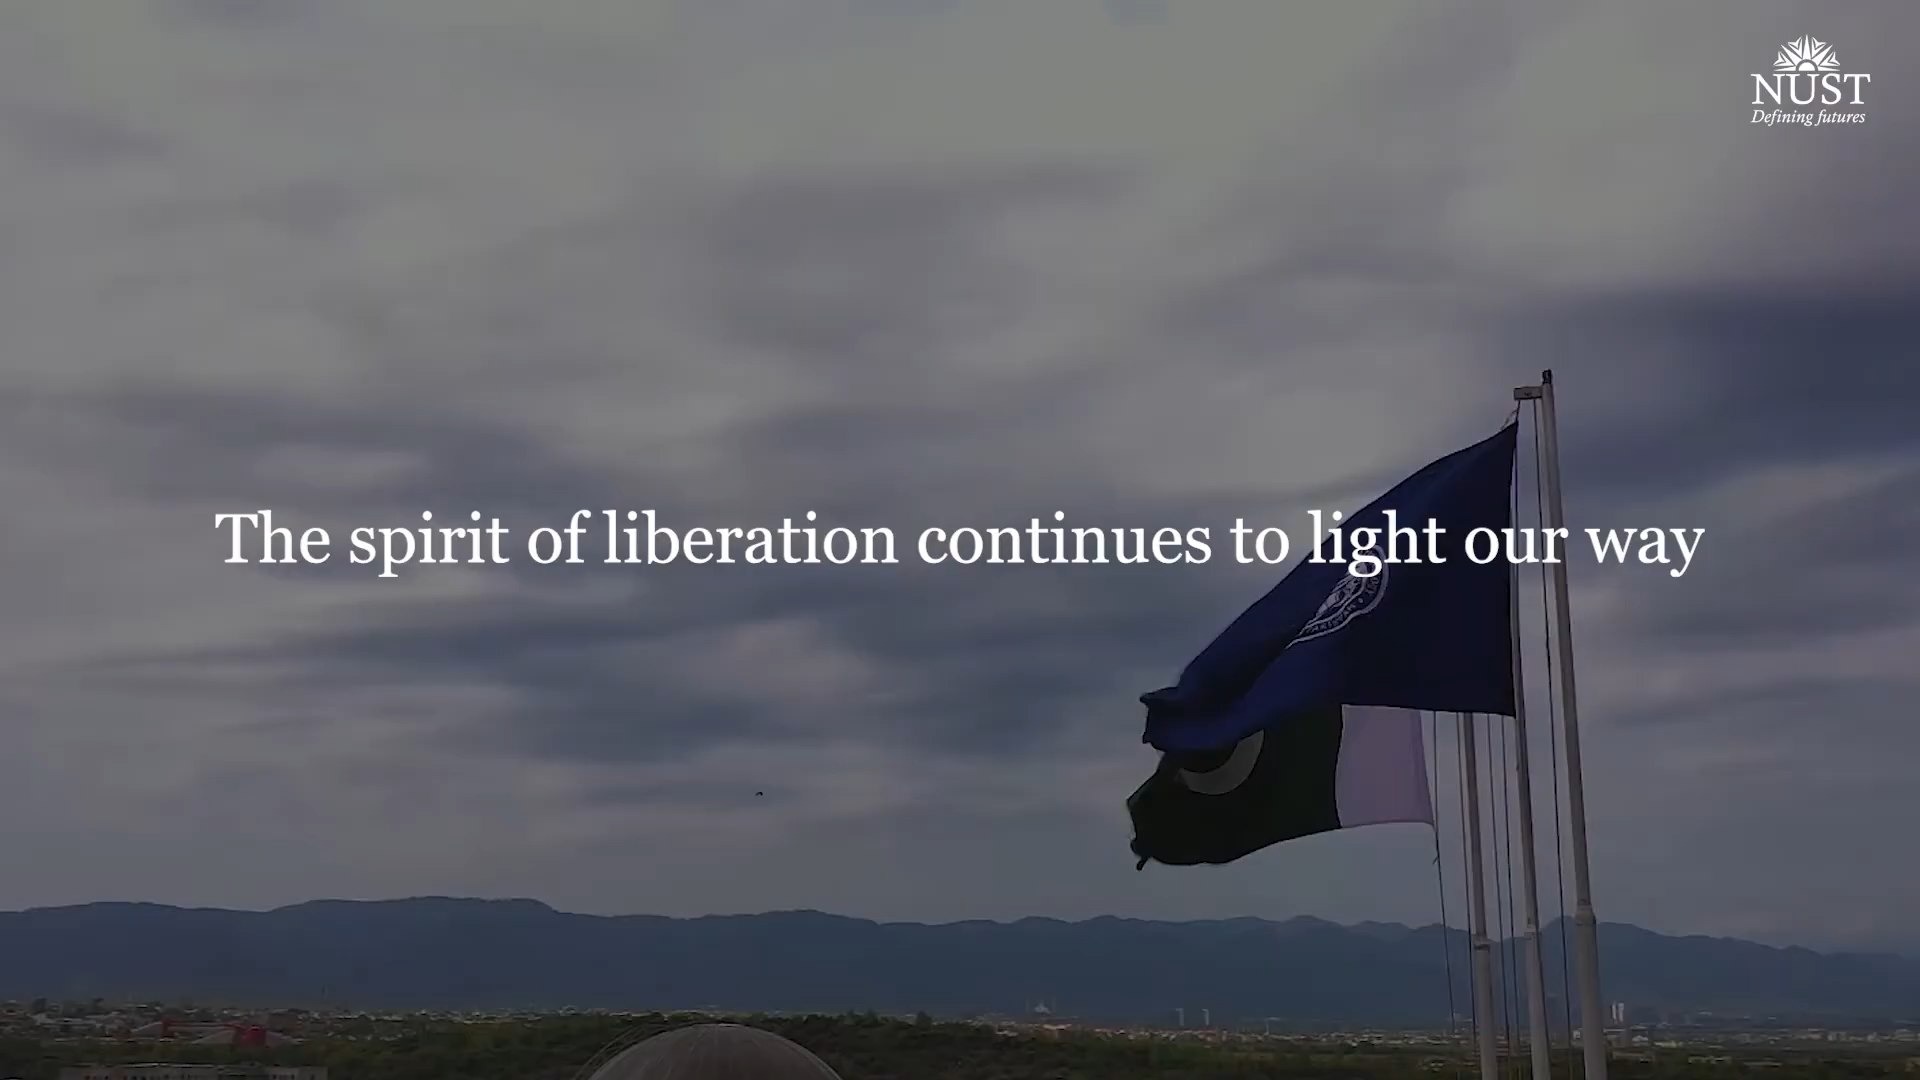 NUST
Defining futures
The spirit of liberation continues to light our way